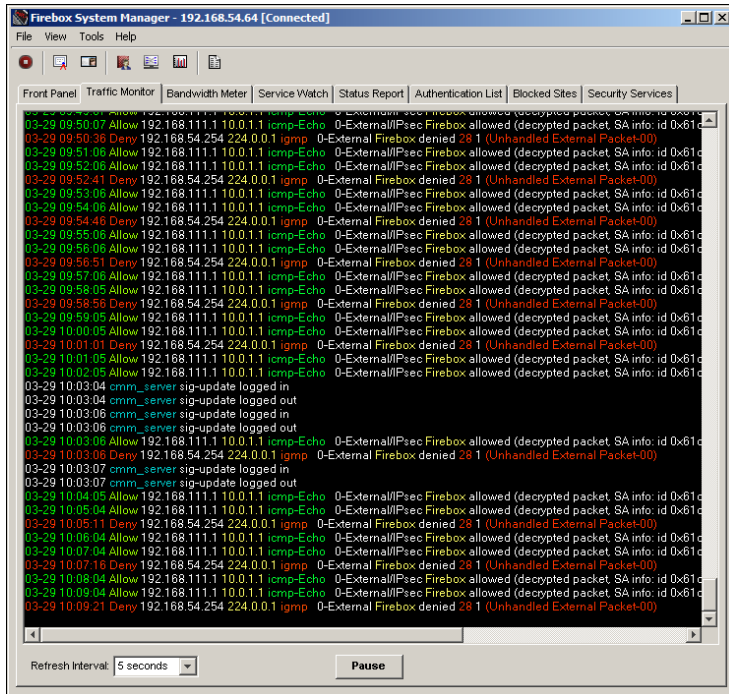 Firebox System Manager - 192.168.54.64 [Connected]
File View Tools Help
Front Panel Traffic Monitor Bandwidth Meter Service Watch Status Report Authentication List Blocked Sites Security Services
03-29 09:50:07 Allow 192.168.111.1 10.0.1.1 icmp-Echo 0-External/IPsec Firebox allowed (decrypted packet, SA info: id 0x61c
03-29 09:50:36 Deny 192.168.54.254 224.0.0.1 igmp 0-External Firebox denied 28 1 (Unhandled External Packet-00)
03-29 09:51:06 Allow 192.168.111.1 10.0.1.1 icmp-Echo 0-External/IPsec Firebox allowed (decrypted packet, SA info: id 0x61c
03-29 09:52:06 Allow 192.168.111.1 10.0.1.1 icmp-Echo 0-External/IPsec Firebox allowed (decrypted packet, SA info: id 0x61c
03-29 09:52:41 Deny 192.168.54.254 224.0.0.1 igmp 0-External Firebox denied 28 1 (Unhandled External Packet-00)
03-29 09:53:06 Allow 192.168.111.1 10.0.1.1 icmp-Echo 0-External/IPsec Firebox allowed (decrypted packet, SA info: id 0x61c
03-29 09:54:06 Allow 192.168.111.1 10.0.1.1 icmp-Echo 0-External/IPsec Firebox allowed (decrypted packet, SA info: id 0x61c
03-29 09:54:46 Deny 192.168.54.254 224.0.0.1 igmp 0-External Firebox denied 28 1 (Unhandled External Packet-00)
03-29 09:55:06 Allow 192.168.111.1 10.0.1.1 icmp-Echo 0-External/IPsec Firebox allowed (decrypted packet, SA info: id 0x61c
03-29 09:56:06 Allow 192.168.111.1 10.0.1.1 icmp-Echo 0-External/IPsec Firebox allowed (decrypted packet, SA info: id 0x61c
03-29 09:56:51 Deny 192.168.54.254 224.0.0.1 igmp 0-External Firebox denied 28 1 (Unhandled External Packet-00)
03-29 09:57:06 Allow 192.168.111.1 10.0.1.1 icmp-Echo 0-External/IPsec Firebox allowed (decrypted packet, SA info: id 0x61c
03-29 09:58:05 Allow 192.168.111.1 10.0.1.1 icmp-Echo 0-External/IPsec Firebox allowed (decrypted packet, SA info: id 0x61c
03-29 09:58:56 Deny 192.168.54.254 224.0.0.1 igmp 0-External Firebox denied 28 1 (Unhandled External Packet-00)
03-29 09:59:05 Allow 192.168.111.1 10.0.1.1 icmp-Echo 0-External/IPsec Firebox allowed (decrypted packet, SA info: id 0x61c
03-29 10:00:05 Allow 192.168.111.1 10.0.1.1 icmp-Echo 0-External/IPsec Firebox allowed (decrypted packet, SA info: id 0x61c
03-29 10:01:01 Deny 192.168.54.254 224.0.0.1 igmp 0-External Firebox denied 28 1 (Unhandled External Packet-00)
03-29 10:01:05 Allow 192.168.111.1 10.0.1.1 icmp-Echo 0-External/IPsec Firebox allowed (decrypted packet, SA info: id 0x61c
03-29 10:02:05 Allow 192.168.111.1 10.0.1.1 icmp-Echo 0-External/IPsec Firebox allowed (decrypted packet, SA info: id 0x61c
03-29 10:03:04 cmm_server sig-update logged in
03-29 10:03:04 cmm_server sig-update logged out
03-29 10:03:06 cmm_server sig-update logged in
03-29 10:03:06 cmm_server sig-update logged out
03-29 10:03:06 Allow 192.168.111.1 10.0.1.1 icmp-Echo 0-External/IPsec Firebox allowed (decrypted packet, SA info: id 0x61c
03-29 10:03:06 Deny 192.168.54.254 224.0.0.1 igmp 0-External Firebox denied 28 1 (Unhandled External Packet-00)
03-29 10:03:07 cmm_server sig-update logged in
03-29 10:03:07 cmm_server sig-update logged out
03-29 10:04:05 Allow 192.168.111.1 10.0.1.1 icmp-Echo 0-External/IPsec Firebox allowed (decrypted packet, SA info: id 0x61c
03-29 10:05:04 Allow 192.168.111.1 10.0.1.1 icmp-Echo 0-External/IPsec Firebox allowed (decrypted packet, SA info: id 0x61c
03-29 10:05:11 Deny 192.168.54.254 224.0.0.1 igmp 0-External Firebox denied 28 1 (Unhandled External Packet-00)
03-29 10:06:04 Allow 192.168.111.1 10.0.1.1 icmp-Echo 0-External/IPsec Firebox allowed (decrypted packet, SA info: id 0x61c
03-29 10:07:04 Allow 192.168.111.1 10.0.1.1 icmp-Echo 0-External/IPsec Firebox allowed (decrypted packet, SA info: id 0x61c
03-29 10:07:16 Deny 192.168.54.254 224.0.0.1 igmp 0-External Firebox denied 28 1 (Unhandled External Packet-00)
03-29 10:08:04 Allow 192.168.111.1 10.0.1.1 icmp-Echo 0-External/IPsec Firebox allowed (decrypted packet, SA info: id 0x61c
03-29 10:09:04 Allow 192.168.111.1 10.0.1.1 icmp-Echo 0-External/IPsec Firebox allowed (decrypted packet, SA info: id 0x61c
03-29 10:09:21 Deny 192.168.54.254 224.0.0.1 igmp 0-External Firebox denied 28 1 (Unhandled External Packet-00)
Refresh Interval: 5 seconds Pause